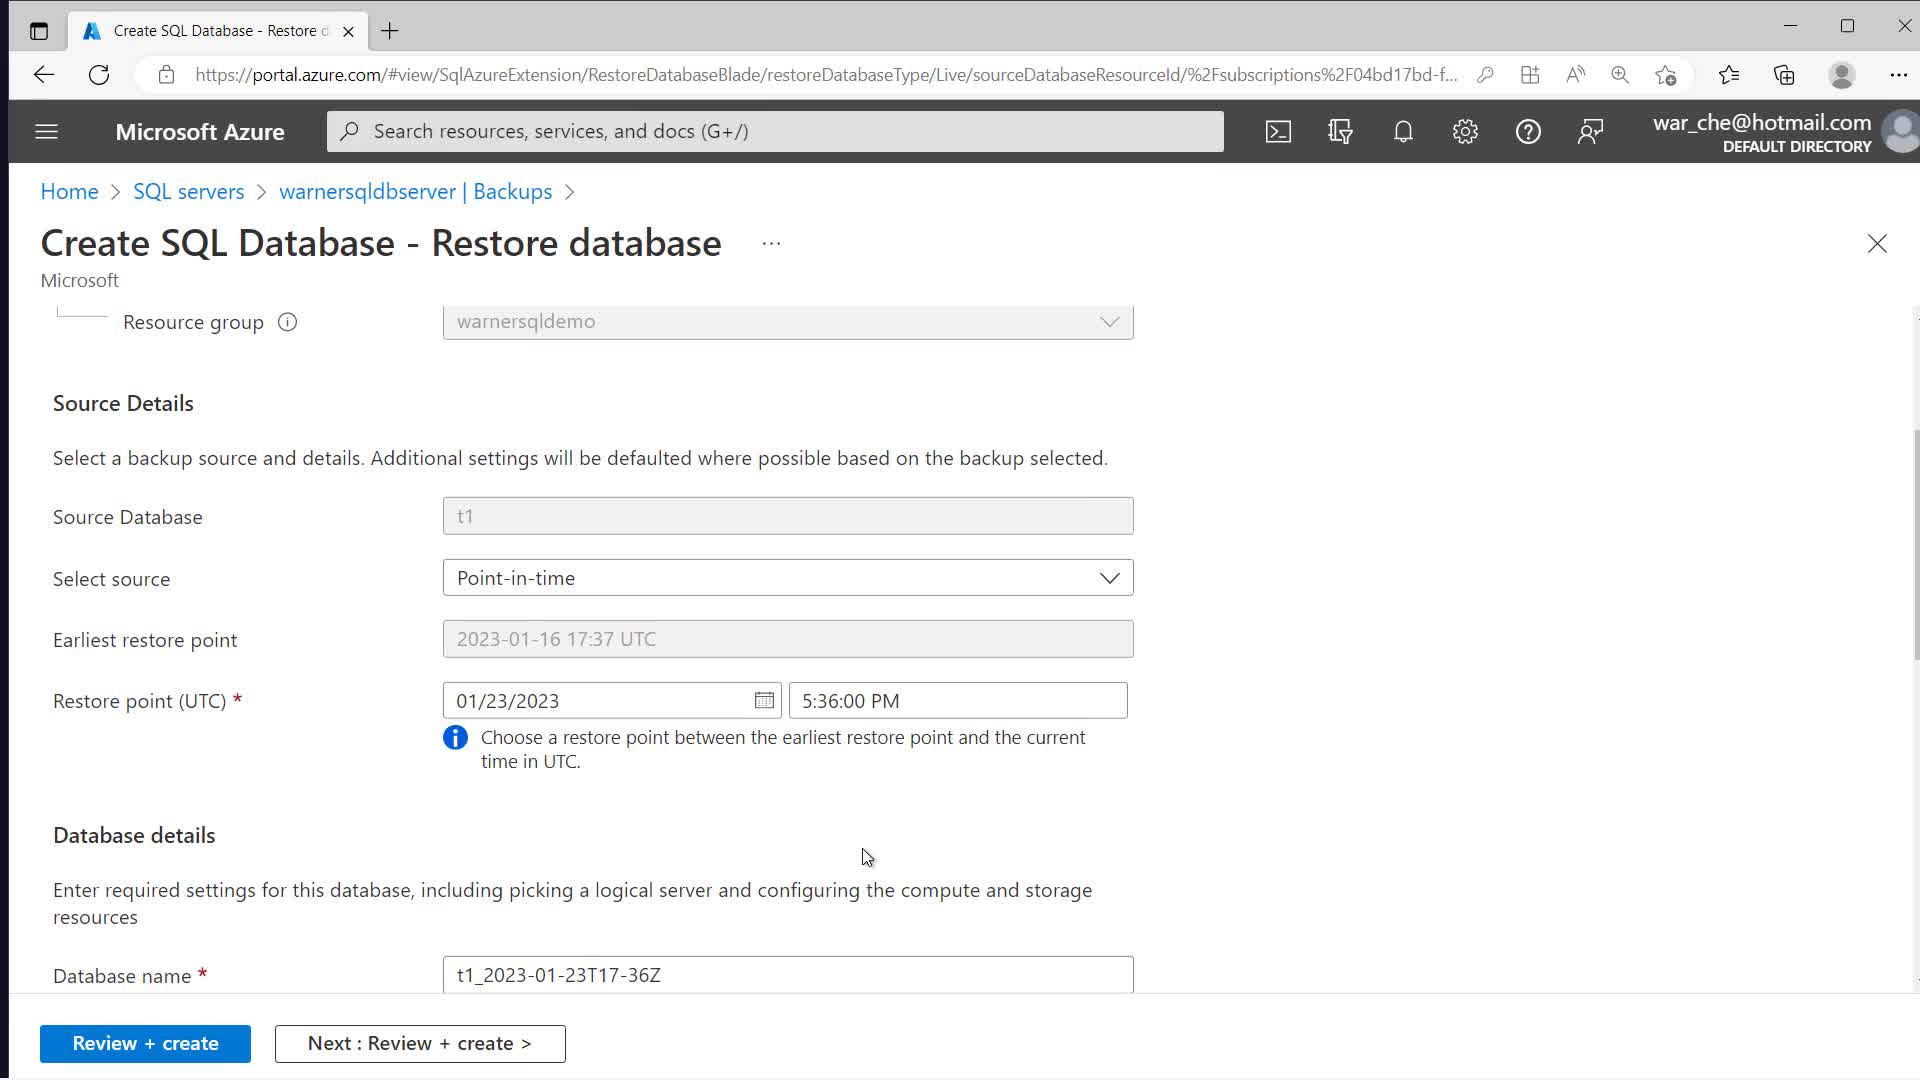 Create SQL Database - Restore d
https://portal.azure.com/#view/SqlAzureExtension/RestoreDatabaseBlade/restoreDatabaseType/Live/sourceDatabaseResourceId/%2Fsubscriptions%2F04bd17bd-f...
Microsoft Azure
Search resources, services, and docs (G+/)
war_che@hotmail.com
DEFAULT DIRECTORY
Home > SQL servers > warnersqldbserver | Backups >
Create SQL Database - Restore database ...
Microsoft
Resource group
warnersqldemo
Source Details
Select a backup source and details. Additional settings will be defaulted where possible based on the backup selected.
Source Database
t1
Select source
Point-in-time
Earliest restore point
2023-01-16 17:37 UTC
Restore point (UTC) *
01/23/2023
5:36:00 PM
Choose a restore point between the earliest restore point and the current
time in UTC.
Database details
Enter required settings for this database, including picking a logical server and configuring the compute and storage
resources
Database name *
t1_2023-01-23T17-36Z
Review + create
Next : Review + create >